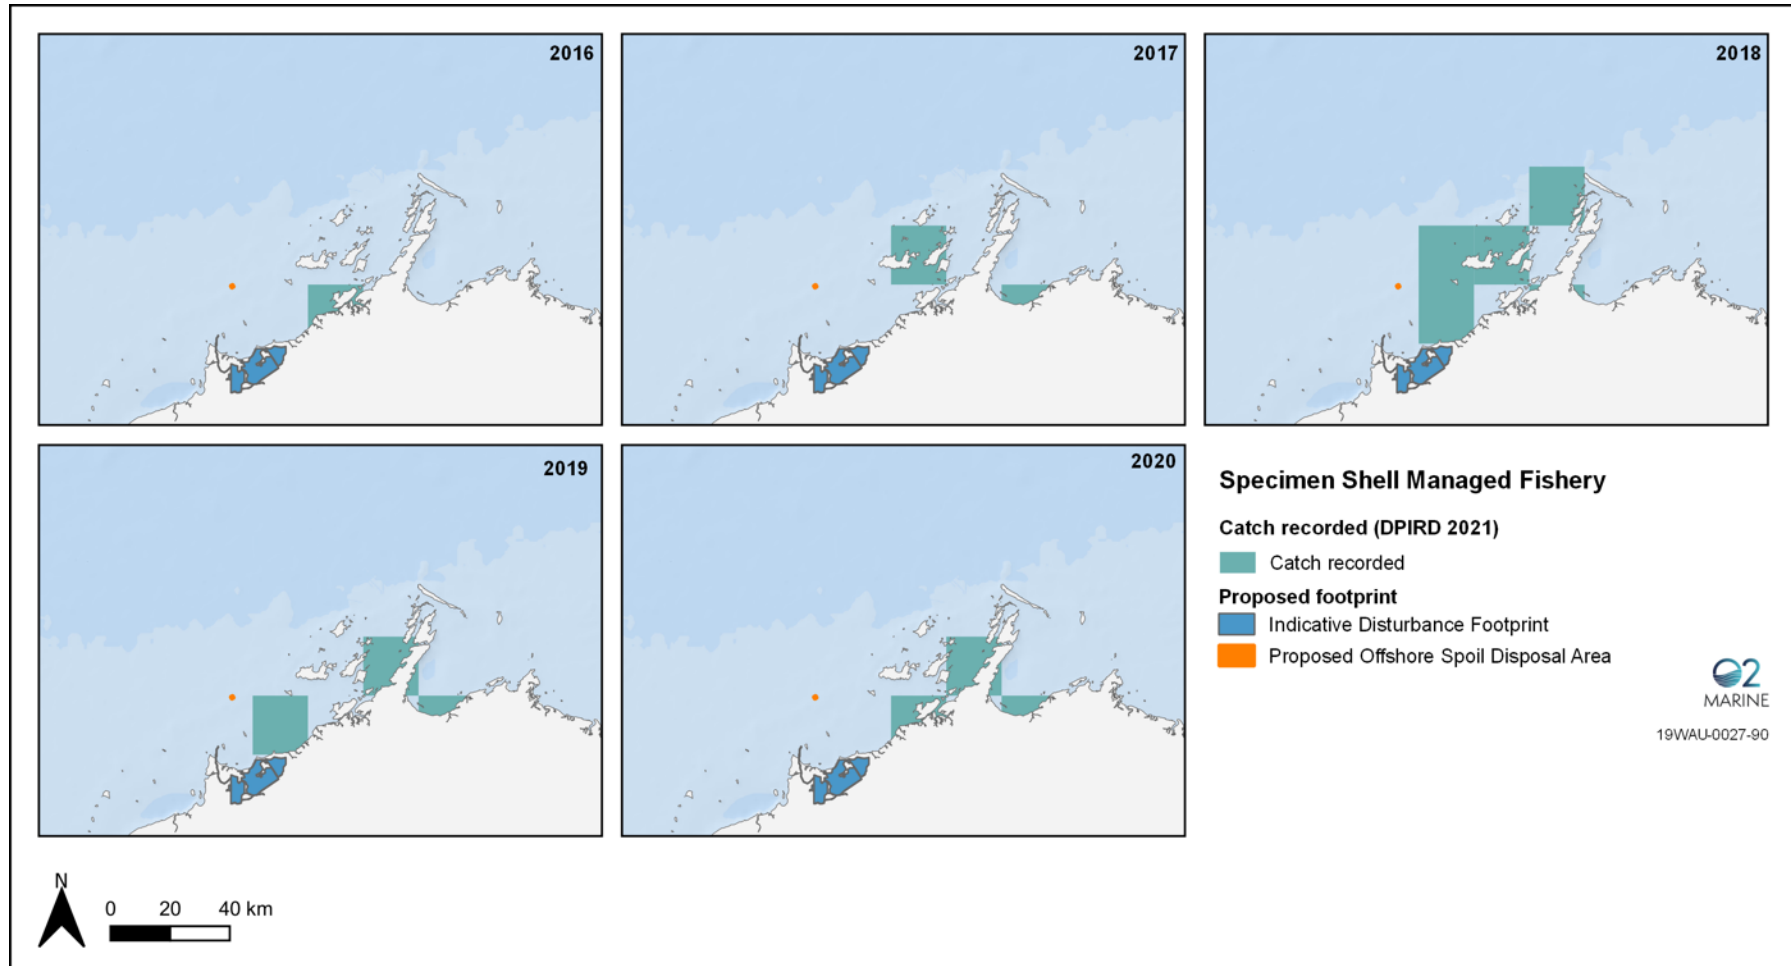 2016
2017
2018
2019
2020
Specimen Shell Managed Fishery
Catch recorded (DPIRD 2021)
Catch recorded
Proposed footprint
Indicative Disturbance Footprint
Proposed Offshore Spoil Disposal Area
O2
MARINE
19WAU-0027-90
N
0 20 40 km